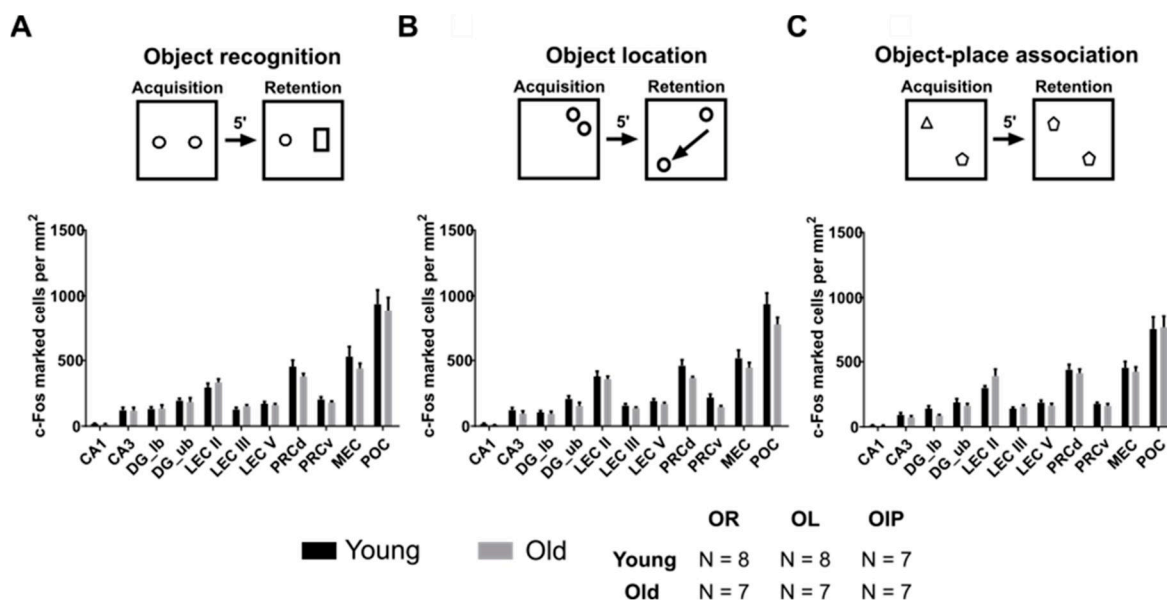 A
Object recognition
Acquisition
Retention
5'
c-Fos marked cells per mm²
1500
1000
500
0
CA1
CA3
DG_lb
DG_ub
LEC II
LEC III
LEC V
PRCd
PRCv
MEC
POC
B
Object location
Acquisition
Retention
5'
c-Fos marked cells per mm²
1500
1000
500
0
CA1
CA3
DG_lb
DG_ub
LEC II
LEC III
LEC V
PRCd
PRCv
MEC
POC
C
Object-place association
Acquisition
Retention
5'
c-Fos marked cells per mm²
1500
1000
500
0
CA1
CA3
DG_lb
DG_ub
LEC II
LEC III
LEC V
PRCd
PRCv
MEC
POC
Young
Old
OR OL OIP
Young N = 8 N = 8 N = 7
Old N = 7 N = 7 N = 7